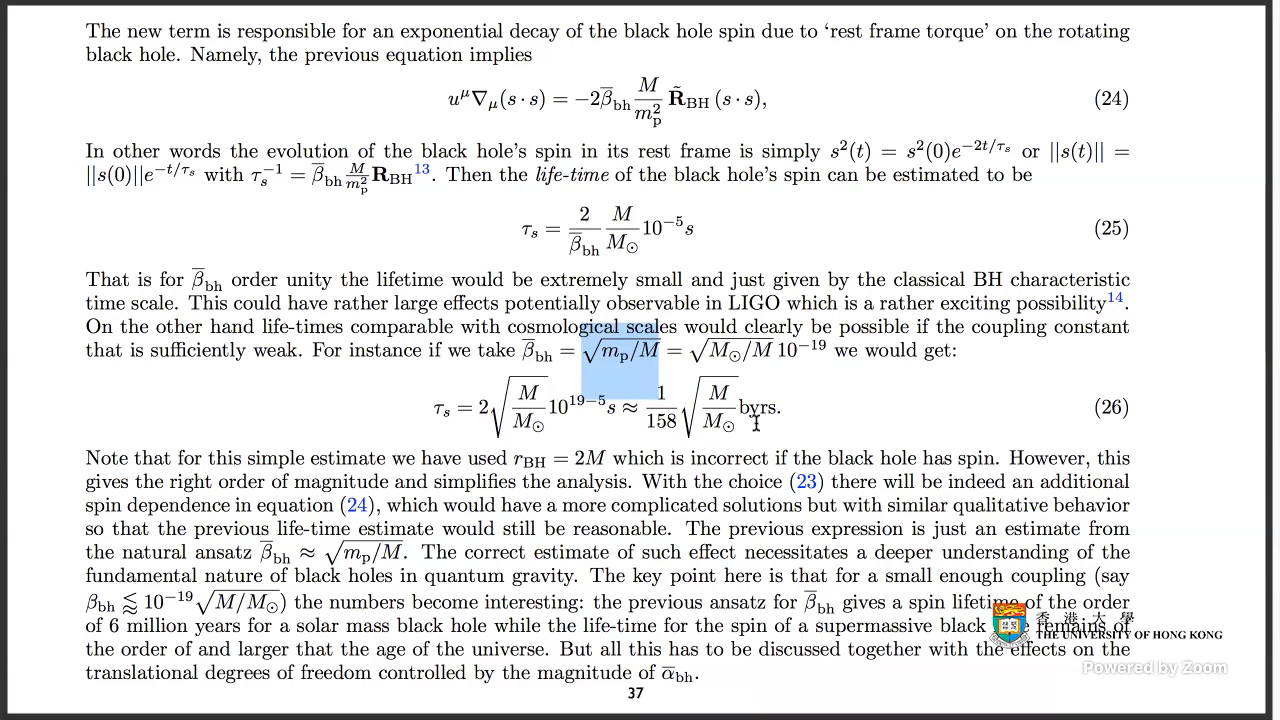 The new term is responsible for an exponential decay of the black hole spin due to ‘rest frame torque’ on the rotating
black hole. Namely, the previous equation implies
u^μ∇_μ(s · s) = −2β̅_bh M/m_p² R̃_BH (s · s), (24)
In other words the evolution of the black hole’s spin in its rest frame is simply s²(t) = s²(0)e^{−2t/τ_s} or ||s(t)|| =
||s(0)||e^{−t/τ_s} with τ_s^{−1} = β̅_bh M/m_p² R_BH^13. Then the life-time of the black hole’s spin can be estimated to be
τ_s = 2/β̅_bh M/M_⊙ 10^{−5}s (25)
That is for β̅_bh order unity the lifetime would be extremely small and just given by the classical BH characteristic
time scale. This could have rather large effects potentially observable in LIGO which is a rather exciting possibility^14.
On the other hand life-times comparable with cosmological scales would clearly be possible if the coupling constant
that is sufficiently weak. For instance if we take β̅_bh = √(m_p/M) = √(M_⊙/M) 10^{−19} we would get:
τ_s = 2√(M/M_⊙) 10^{19−5}s ≈ 1/158 √(M/M_⊙) byrs. (26)
Note that for this simple estimate we have used r_BH = 2M which is incorrect if the black hole has spin. However, this
gives the right order of magnitude and simplifies the analysis. With the choice (23) there will be indeed an additional
spin dependence in equation (24), which would have a more complicated solutions but with similar qualitative behavior
so that the previous life-time estimate would still be reasonable. The previous expression is just an estimate from
the natural ansatz β̅_bh ≈ √(m_p/M). The correct estimate of such effect necessitates a deeper understanding of the
fundamental nature of black holes in quantum gravity. The key point here is that for a small enough coupling (say
β_bh ⪅ 10^{−19}√(M/M_⊙)) the numbers become interesting: the previous ansatz for β̅_bh gives a spin lifetime of the order
of 6 million years for a solar mass black hole while the life-time for the spin of a supermassive black remains of
the order of and larger that the age of the universe. But all this has to be discussed together with the effects on the
translational degrees of freedom controlled by the magnitude of α̅_bh.
37
香港大學
THE UNIVERSITY OF HONG KONG
Powered by Zoom